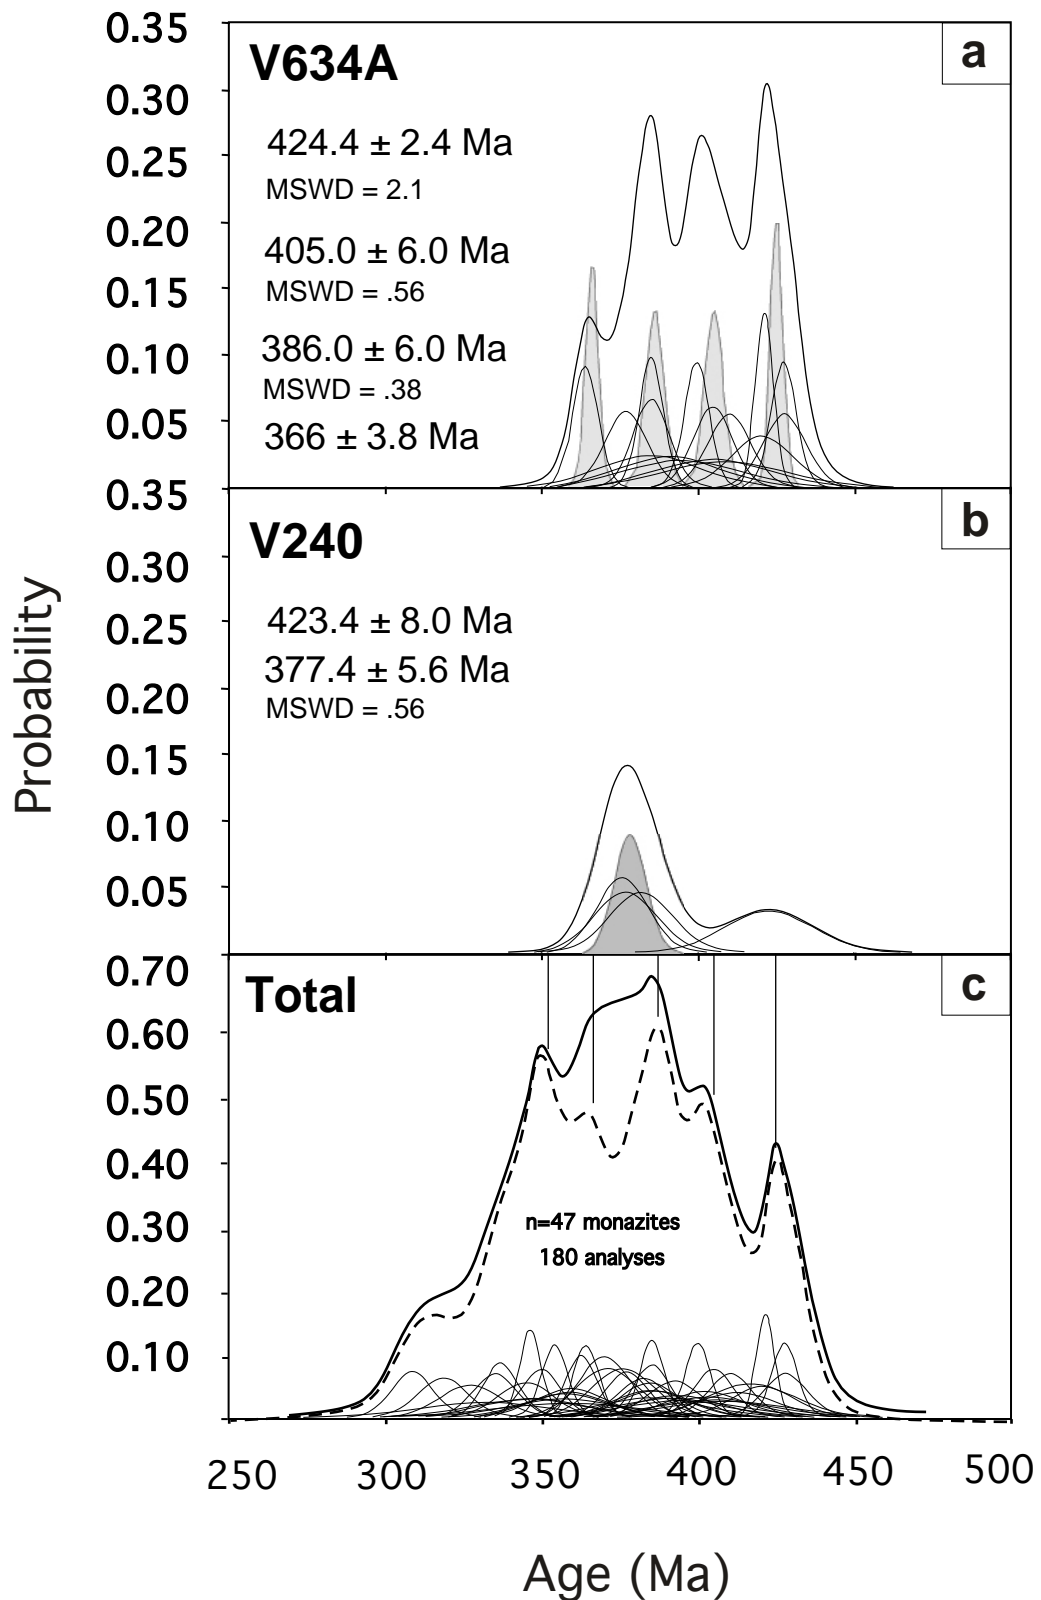 0.35
V634A
a
0.30
424.4 ± 2.4 Ma
0.25
MSWD = 2.1
0.20
405.0 ± 6.0 Ma
0.15
MSWD = .56
0.10
386.0 ± 6.0 Ma
MSWD = .38
0.05
366 ± 3.8 Ma
0.35
V240
b
0.30
0.25
423.4 ± 8.0 Ma
377.4 ± 5.6 Ma
0.20
MSWD = .56
0.15
0.10
0.05
Probability
0.70
Total
c
0.60
0.50
0.40
0.30
n=47 monazites
180 analyses
0.20
0.10
250 300 350 400 450 500
Age (Ma)